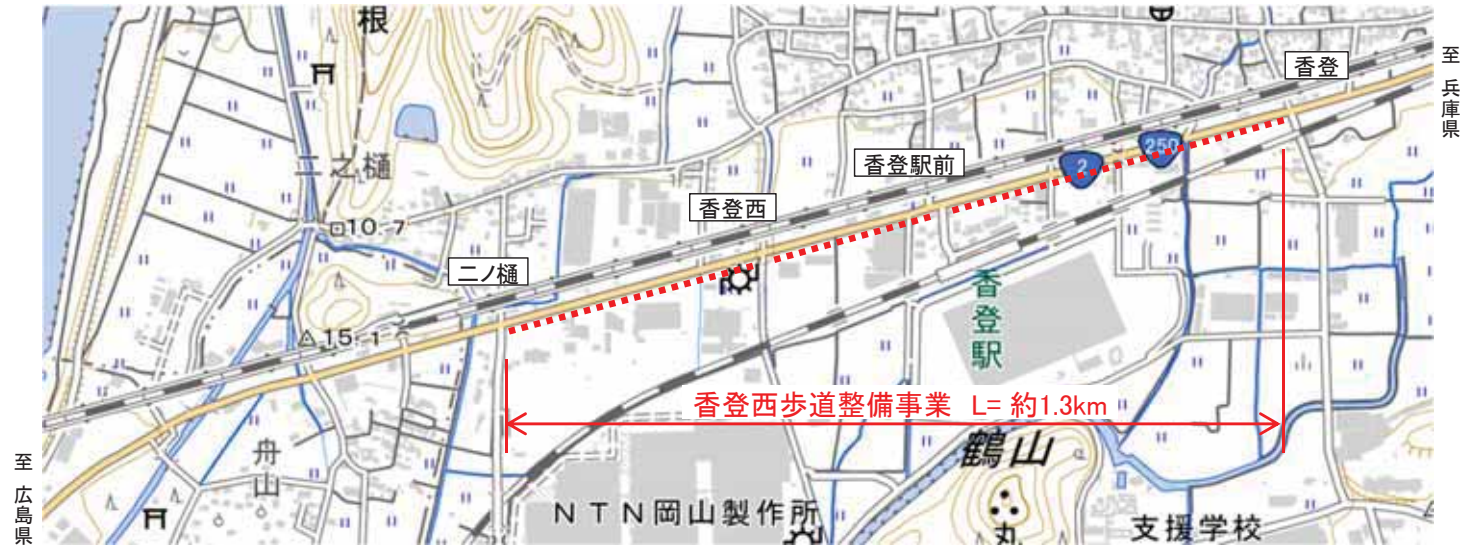 根
香登
至 兵庫県
250
香登駅前
2
二之樋
香登西
10.7
二ノ樋
香登駅
15.1
香登西歩道整備事業 L= 約1.3km
鶴山
舟山
至 広島県
NTN岡山製作所
丸
支援学校